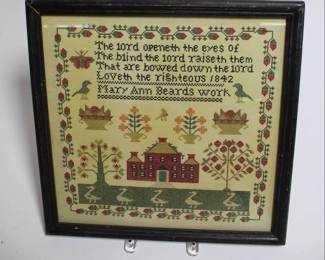 The lord openeth the eyes of
The blind the lord raiseth them
That are bowed down the lord
Loveth the righteous 1842
Mary Ann Beards work